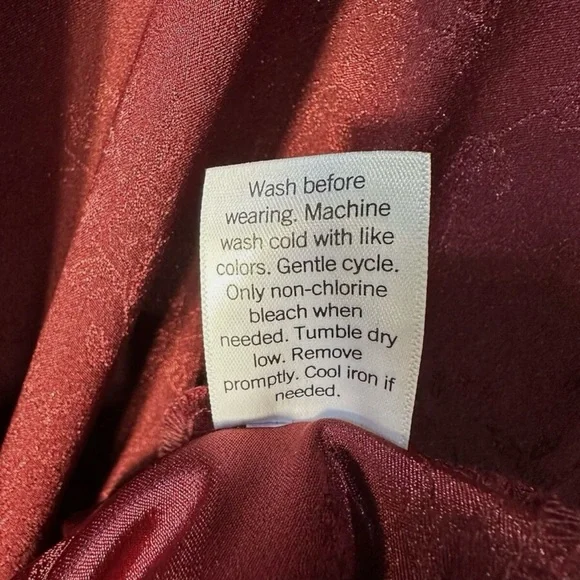 Wash before
wearing. Machine
wash cold with like
colors. Gentle cycle.
Only non-chlorine
bleach when
needed. Tumble dry
low. Remove
promptly. Cool iron if
needed.